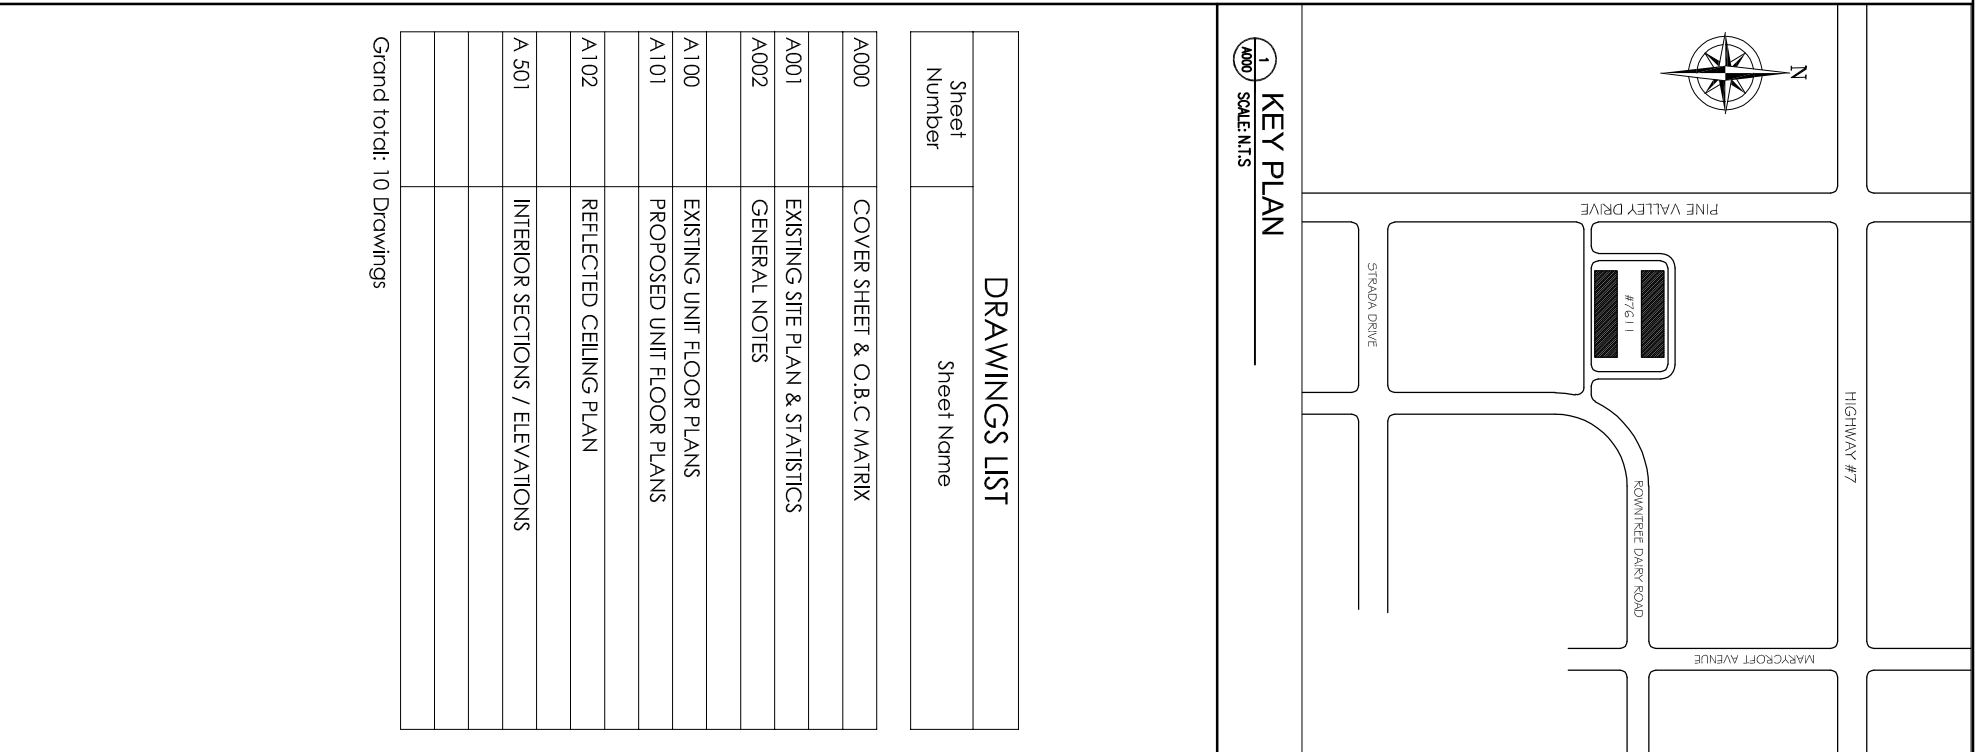 N
PINE VALLEY DRIVE
HIGHWAY #7
#7611
ROWNTREE DAIRY ROAD
MARYCROFT AVENUE
STRADA DRIVE
1
A000
KEY PLAN
SCALE: N.T.S
DRAWINGS LIST
Sheet
Number
Sheet Name
A000 COVER SHEET & O.B.C MATRIX
A001 EXISTING SITE PLAN & STATISTICS
A002 GENERAL NOTES
A100 EXISTING UNIT FLOOR PLANS
A101 PROPOSED UNIT FLOOR PLANS
A102 REFLECTED CEILING PLAN
A 501 INTERIOR SECTIONS / ELEVATIONS
Grand total: 10 Drawings